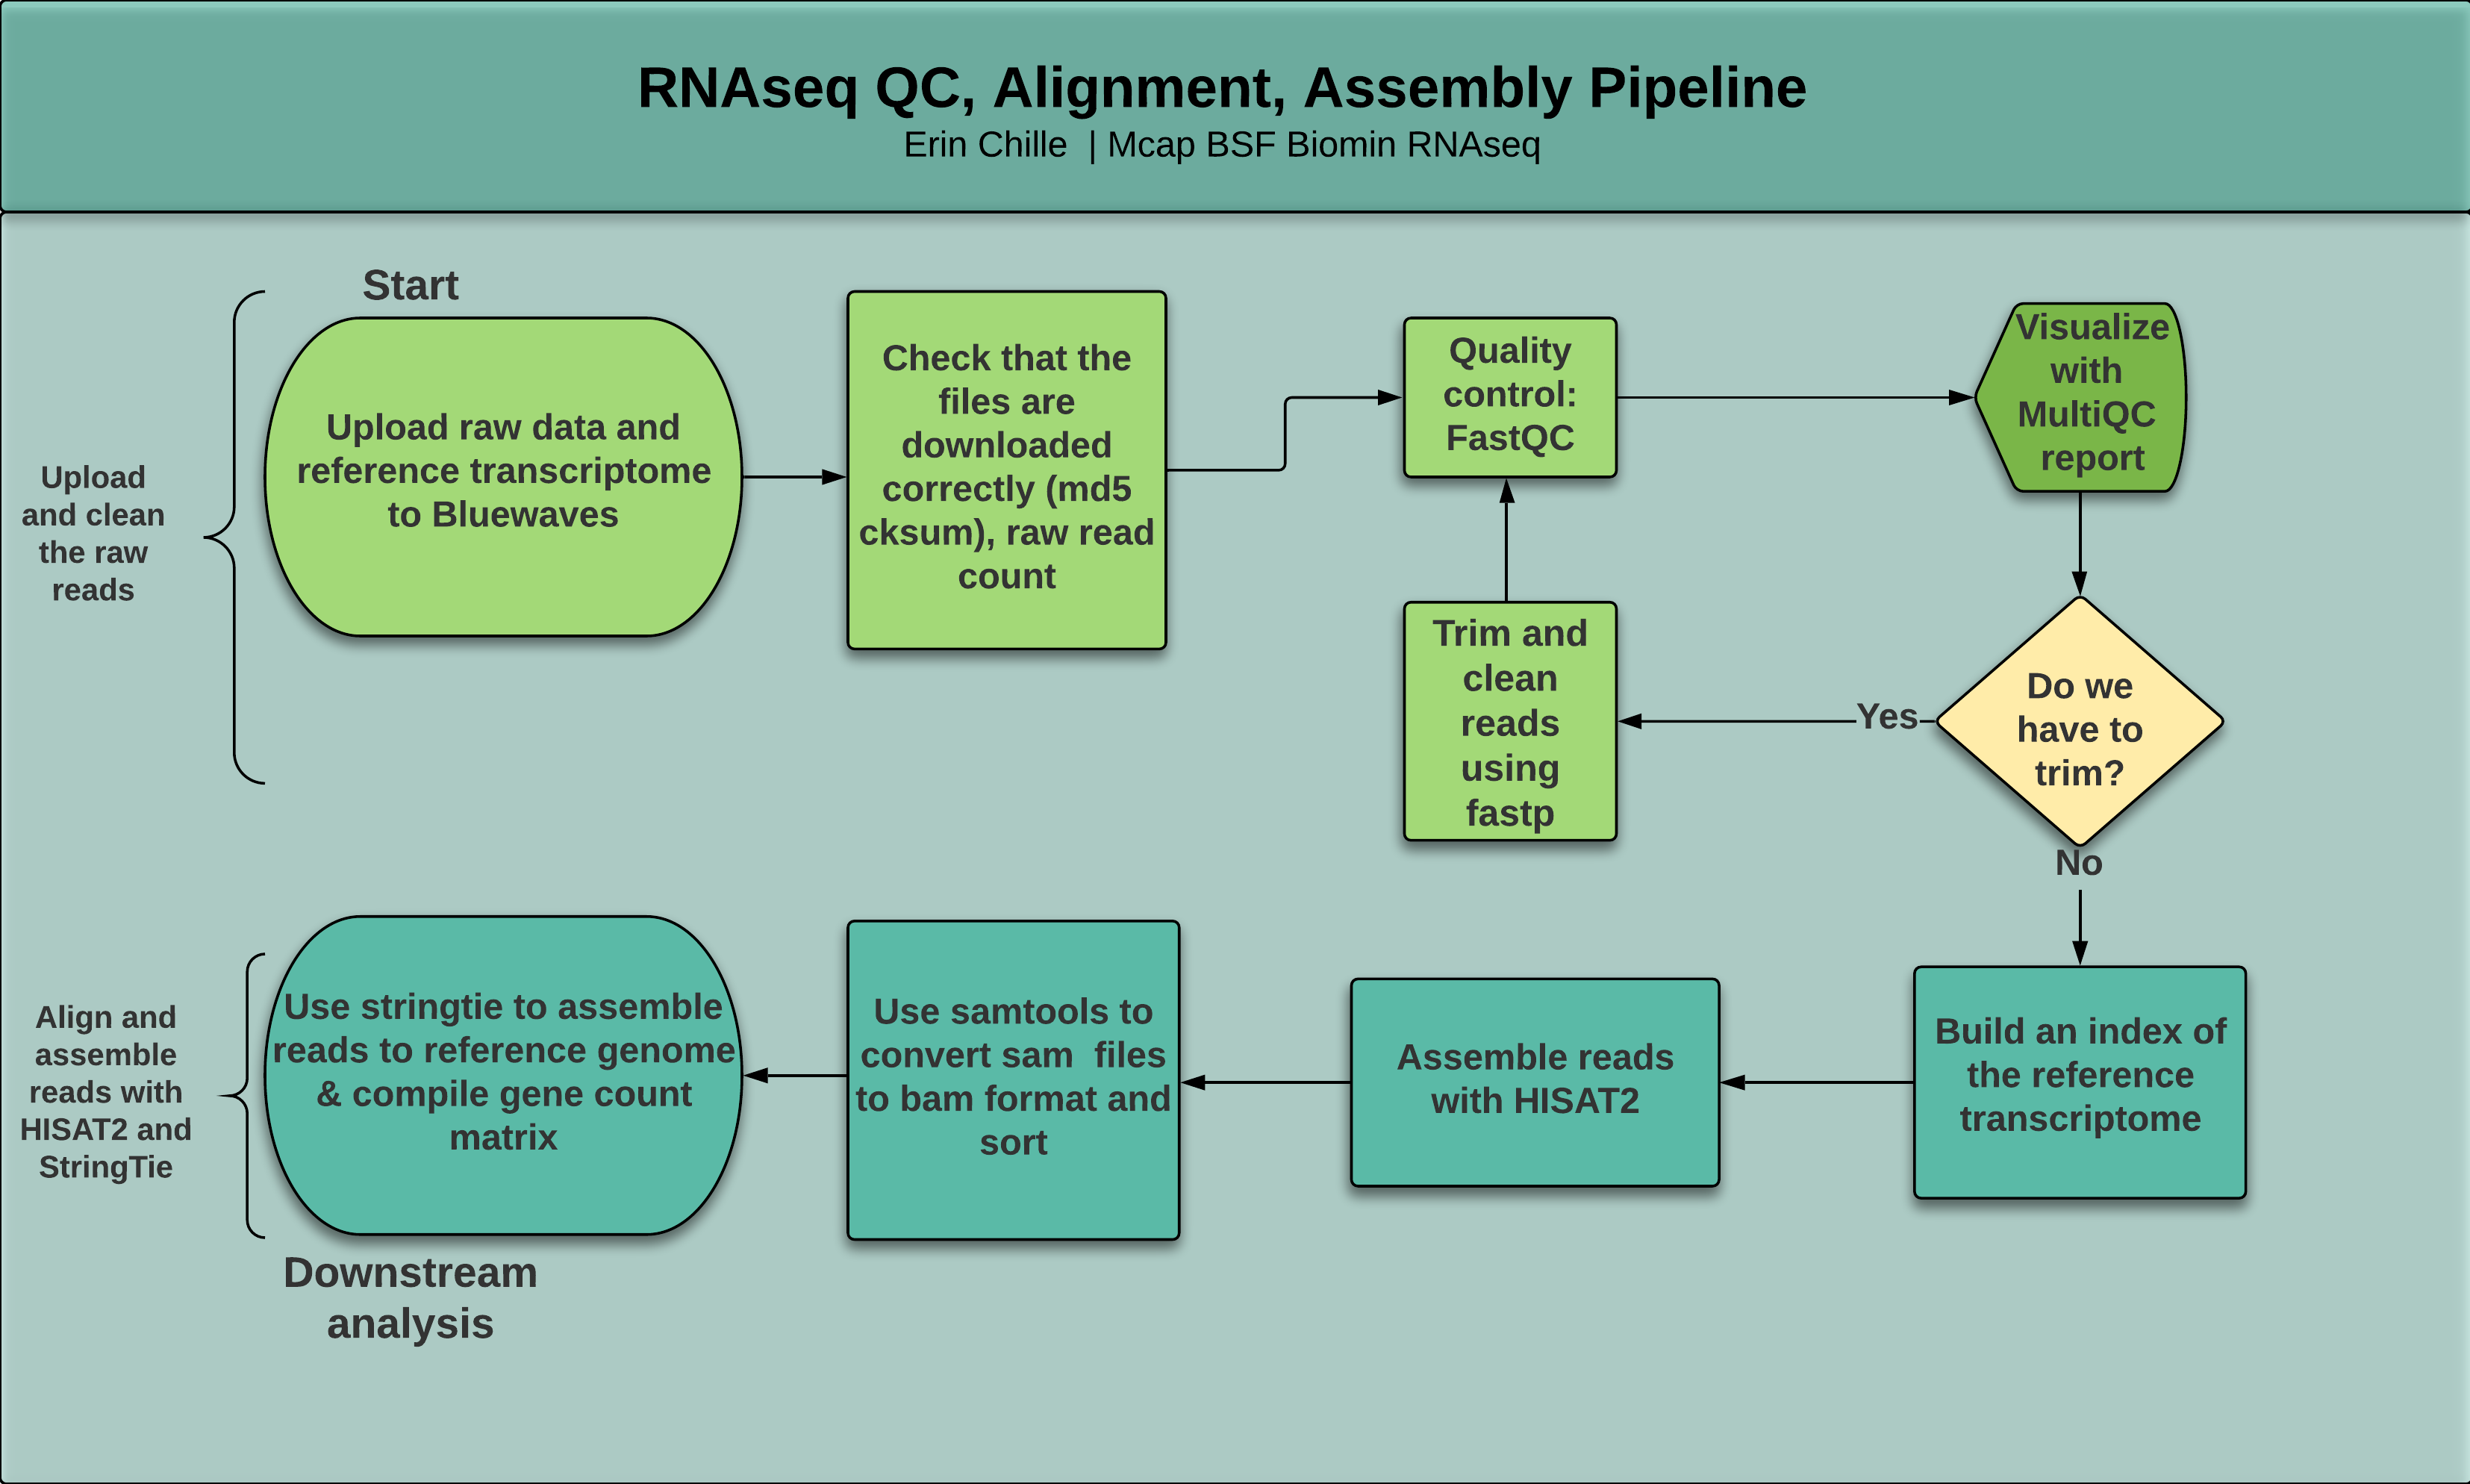 RNAseq QC, Alignment, Assembly Pipeline
Erin Chille | Mcap BSF Biomin RNAseq
Start
Upload
and clean
the raw
reads
Upload raw data and
reference transcriptome
to Bluewaves
Check that the
files are
downloaded
correctly (md5
cksum), raw read
count
Quality
control:
FastQC
Visualize
with
MultiQC
report
Do we
have to
trim?
Yes
Trim and
clean
reads
using
fastp
No
Build an index of
the reference
transcriptome
Assemble reads
with HISAT2
Use samtools to
convert sam files
to bam format and
sort
Use stringtie to assemble
reads to reference genome
& compile gene count
matrix
Align and
assemble
reads with
HISAT2 and
StringTie
Downstream
analysis